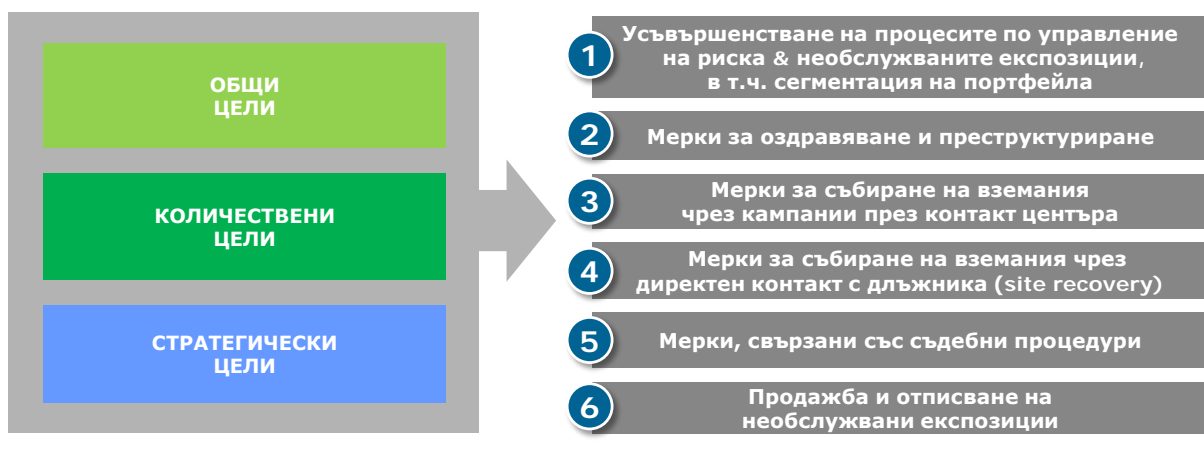 ОБЩИ
ЦЕЛИ
КОЛИЧЕСТВЕНИ
ЦЕЛИ
СТРАТЕГИЧЕСКИ
ЦЕЛИ
1
Усъвършенстване на процесите по управление
на риска & необслужваните експозиции,
в т.ч. сегментация на портфейла
2
Мерки за оздравяване и преструктуриране
3
Мерки за събиране на вземания
чрез кампании през контакт центъра
4
Мерки за събиране на вземания чрез
директен контакт с длъжника (site recovery)
5
Мерки, свързани със съдебни процедури
6
Продажба и отписване на
необслужвани експозиции